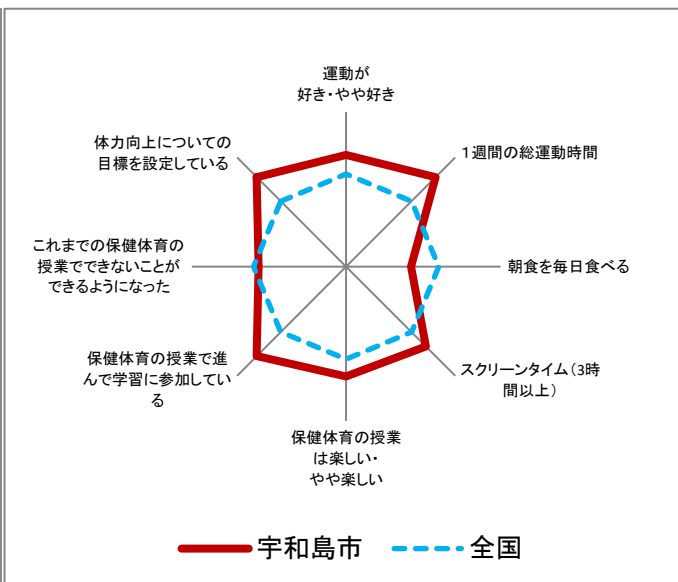 運動が
好き・やや好き
1週間の総運動時間
朝食を毎日食べる
スクリーンタイム（3時
間以上）
保健体育の授業
は楽しい・
やや楽しい
保健体育の授業で進
んで学習に参加してい
る
これまでの保健体育の
授業でできないことが
できるようになった
体力向上についての
目標を設定している
宇和島市
全国